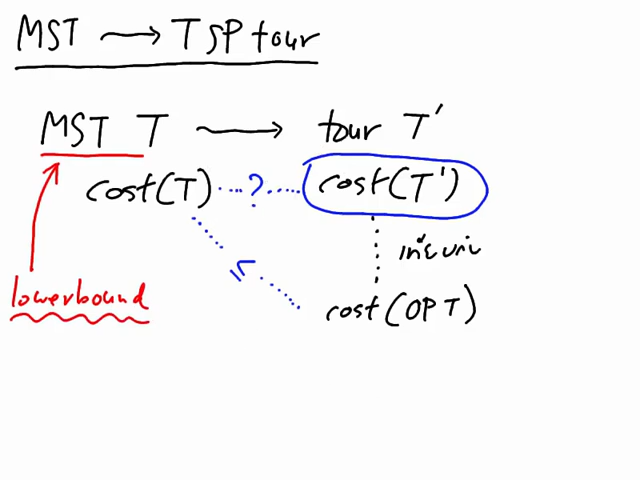 MST ⟶ TSP tour
MST T ⟶ tour T'
cost(T) ? cost(T')
≤
lowerbound
cost(OPT)